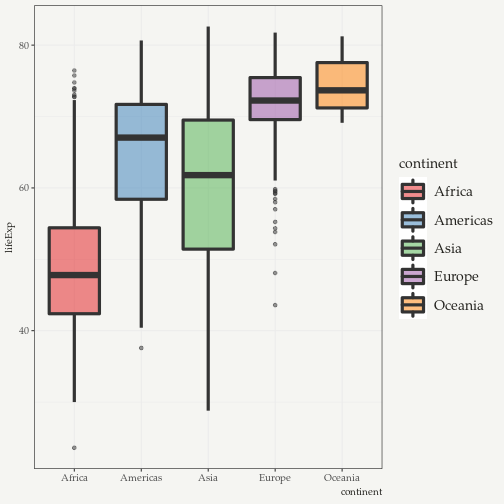 80
60
40
lifeExp
Africa
Americas
Asia
Europe
Oceania
continent
continent
Africa
Americas
Asia
Europe
Oceania